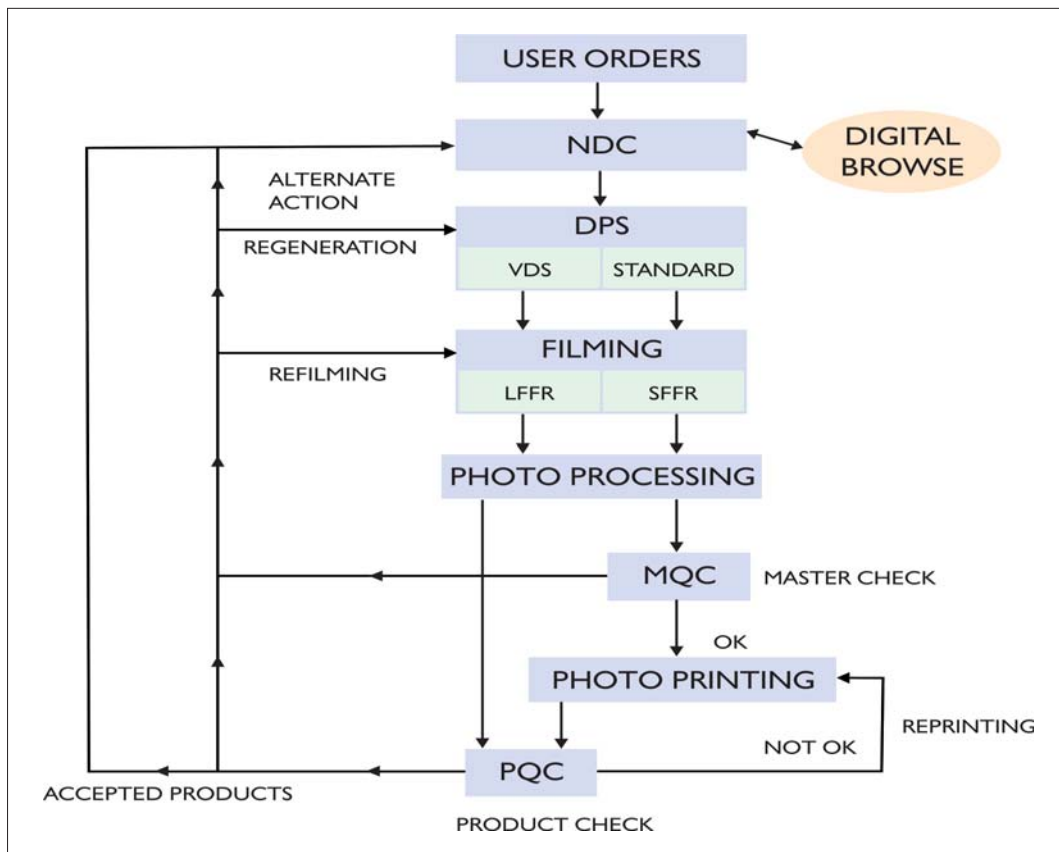 USER ORDERS
NDC
DIGITAL
BROWSE
ALTERNATE
ACTION
DPS
REGENERATION
VDS
STANDARD
FILMING
REFILMING
LFFR
SFFR
PHOTO PROCESSING
MQC
MASTER CHECK
OK
PHOTO PRINTING
REPRINTING
NOT OK
PQC
ACCEPTED PRODUCTS
PRODUCT CHECK